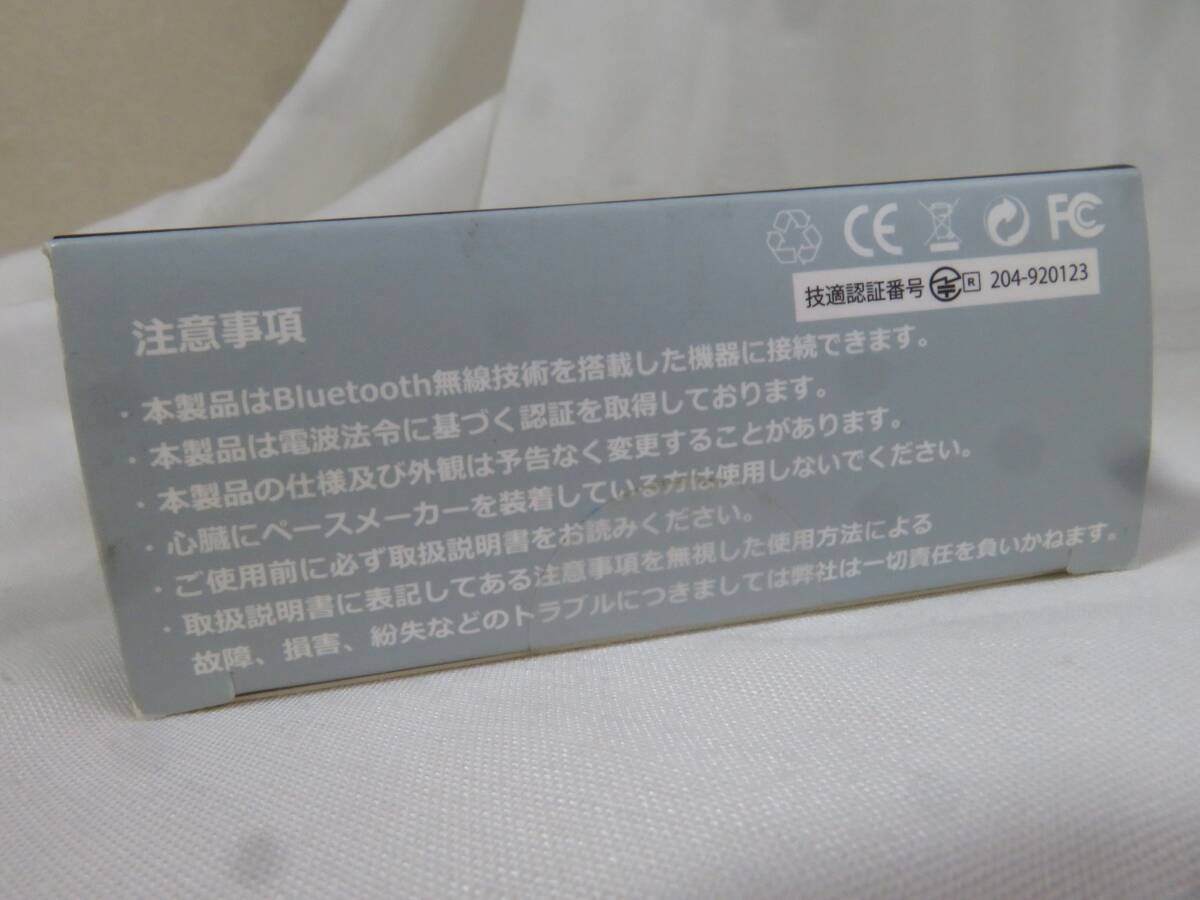 CE FC
技適認証番号 R 204-920123
注意事項
・本製品はBluetooth無線技術を搭載した機器に接続できます。
・本製品は電波法令に基づく認証を取得しております。
・本製品の仕様及び外観は予告なく変更することがあります。
・心臓にペースメーカーを装着している方は使用しないでください。
・ご使用前に必ず取扱説明書をお読みください。
・取扱説明書に表記してある注意事項を無視した使用方法による
故障、損害、紛失などのトラブルにつきましては弊社は一切責任を負いかねます。